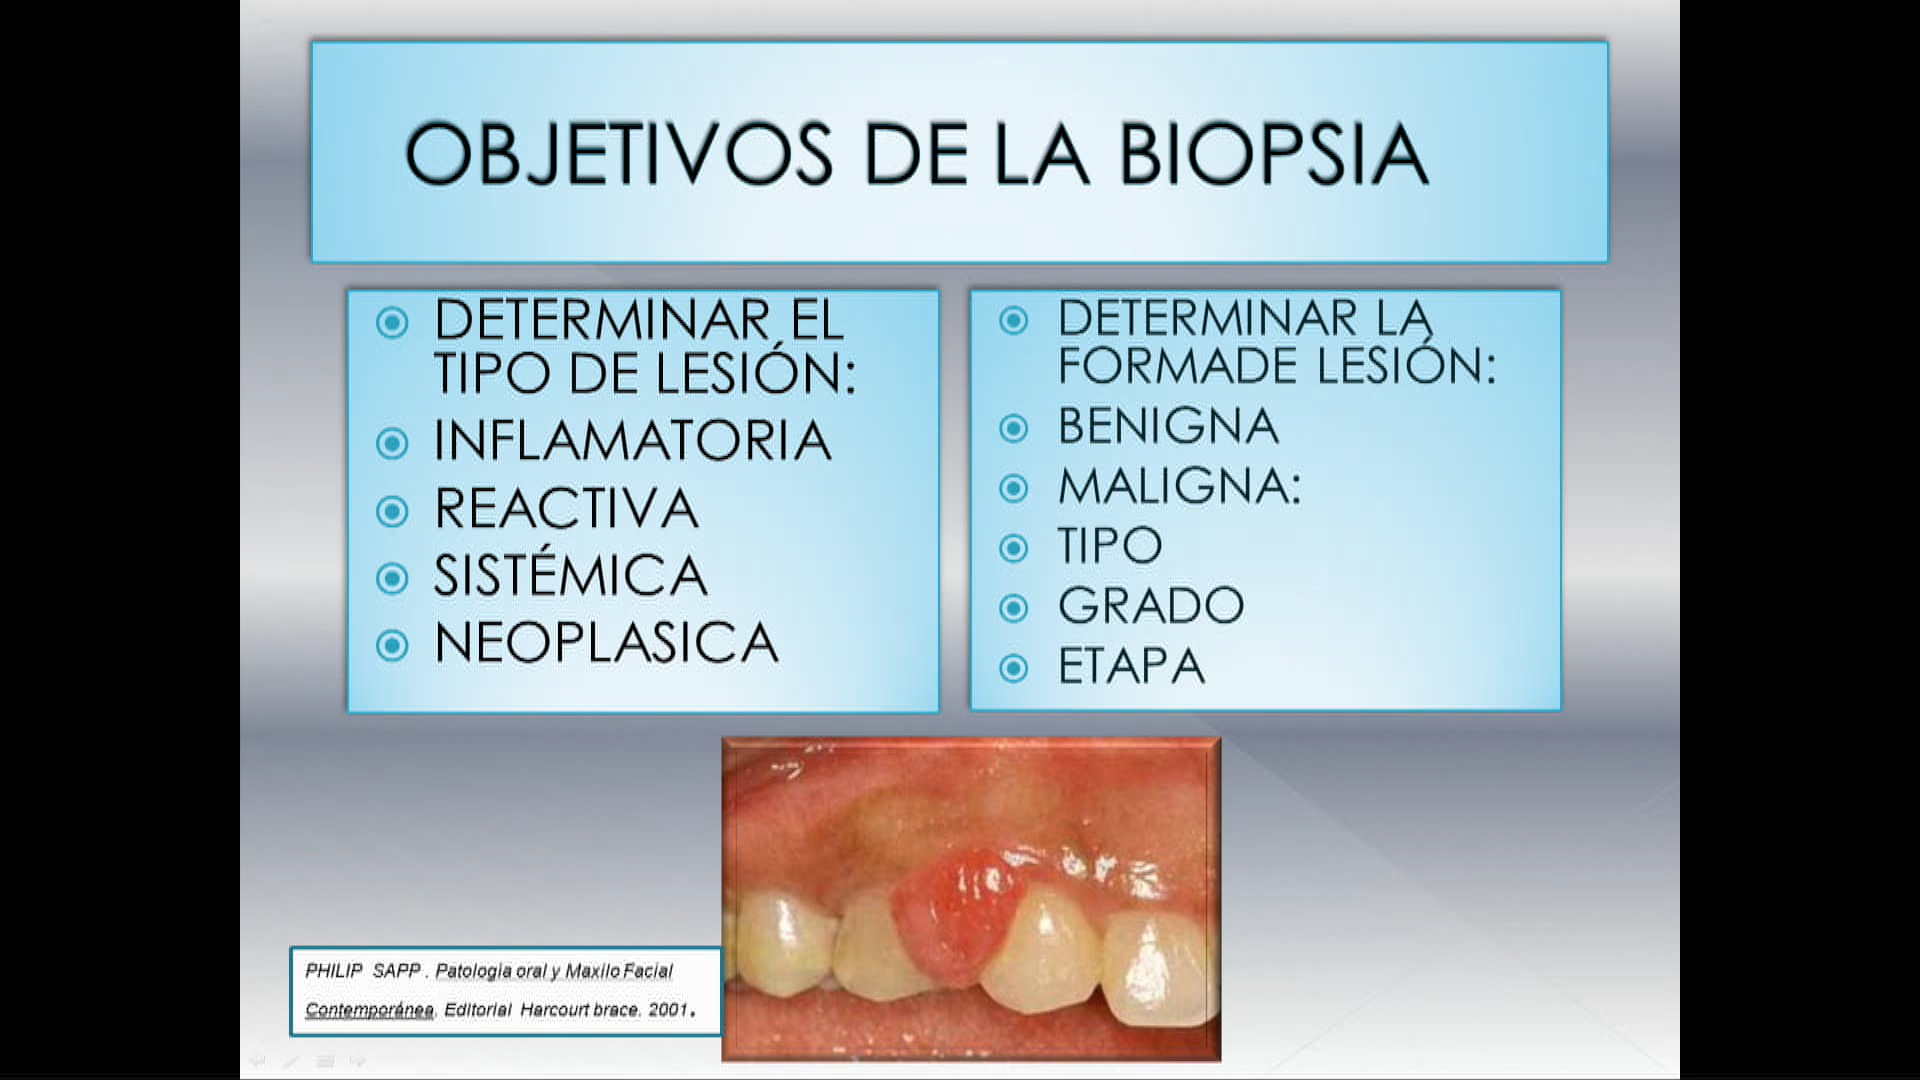 OBJETIVOS DE LA BIOPSIA
DETERMINAR EL
TIPO DE LESIÓN:
INFLAMATORIA
REACTIVA
SISTÉMICA
NEOPLASICA
DETERMINAR LA
FORMADE LESIÓN:
BENIGNA
MALIGNA:
TIPO
GRADO
ETAPA
PHILIP SAPP . Patologia oral y Maxilo Facial
Contemporánea. Editorial Harcourt brace. 2001.